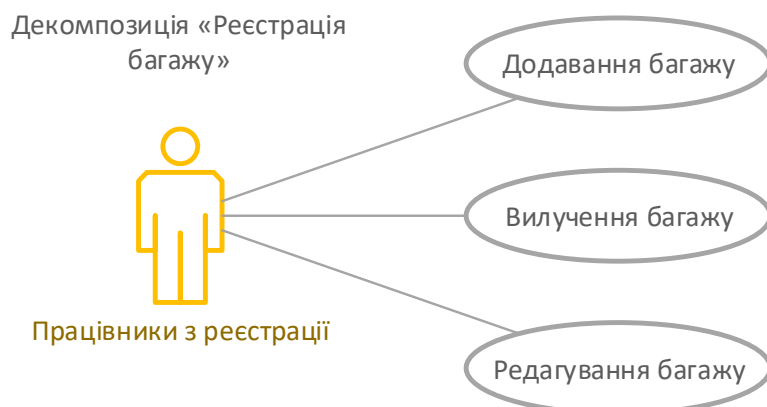 Декомпозиція «Реєстрація
багажу»
Додавання багажу
Вилучення багажу
Працівники з реєстрації
Редагування багажу